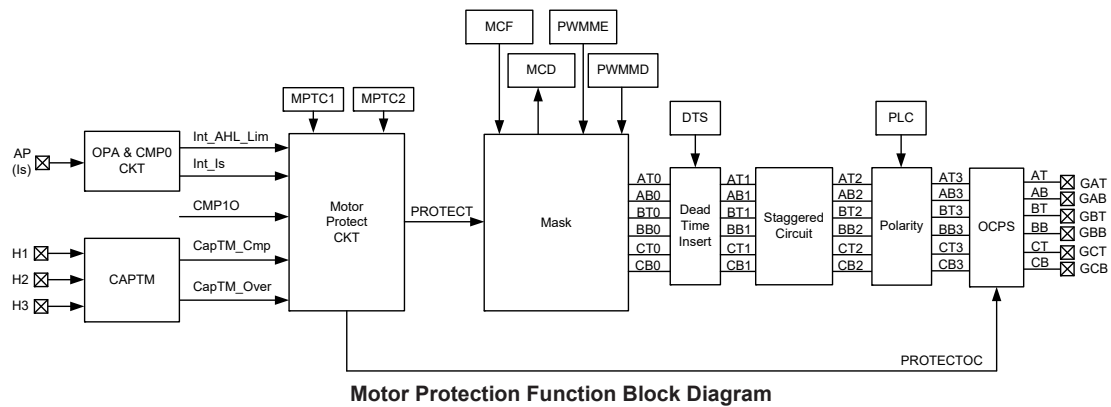 MCF
PWMME
MCD
PWMMD
MPTC1
MPTC2
DTS
PLC
AP
(Is)
OPA & CMP0
CKT
Int_AHL_Lim
Int_Is
CMP1O
H1
H2
H3
CAPTM
CapTM_Cmp
CapTM_Over
Motor
Protect
CKT
PROTECT
Mask
AT0
AB0
BT0
BB0
CT0
CB0
Dead
Time
Insert
AT1
AB1
BT1
BB1
CT1
CB1
Staggered
Circuit
AT2
AB2
BT2
BB2
CT2
CB2
Polarity
AT3
AB3
BT3
BB3
CT3
CB3
OCPS
AT
AB
BT
BB
CT
CB
GAT
GAB
GBT
GBB
GCT
GCB
PROTECTOC
Motor Protection Function Block Diagram